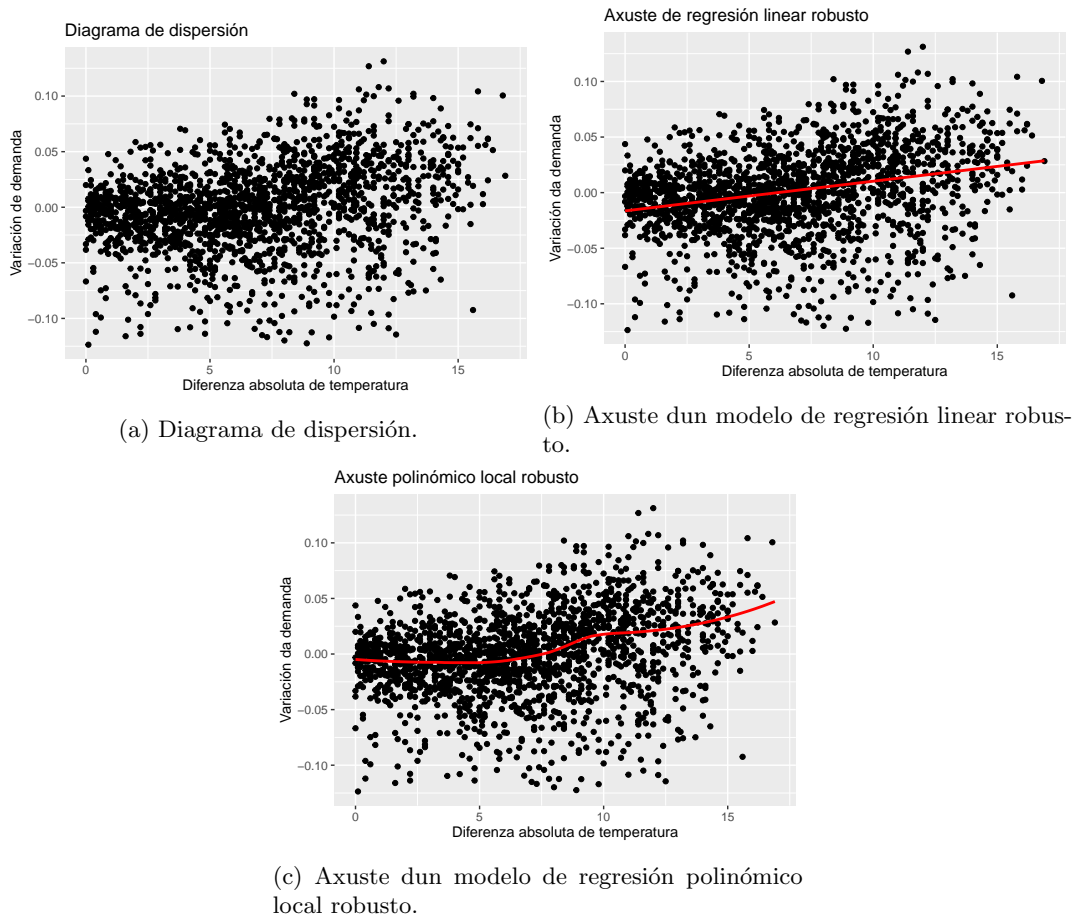 Diagrama de dispersión
0.10
0.05
0.00
−0.05
−0.10
Variación de demanda
0 5 10 15
Diferenza absoluta de temperatura
(a) Diagrama de dispersión.
Axuste de regresión linear robusto
0.10
0.05
0.00
−0.05
−0.10
Variación da demanda
0 5 10 15
Diferenza absoluta de temperatura
(b) Axuste dun modelo de regresión linear robus-
to.
Axuste polinómico local robusto
0.10
0.05
0.00
−0.05
−0.10
Variación da demanda
0 5 10 15
Diferenza absoluta de temperatura
(c) Axuste dun modelo de regresión polinómico
local robusto.